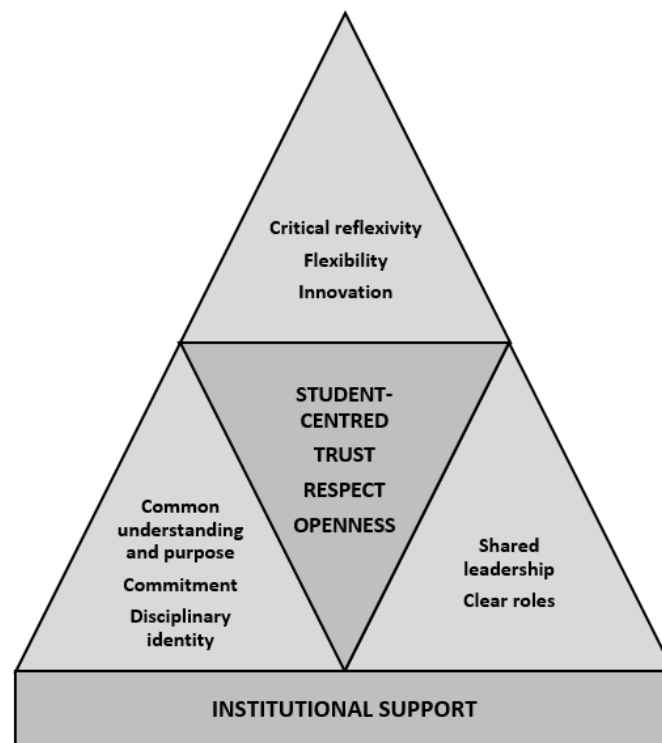 Critical reflexivity
Flexibility
Innovation
STUDENT-
CENTRED
TRUST
RESPECT
OPENNESS
Common
understanding
and purpose
Commitment
Disciplinary
identity
Shared
leadership
Clear roles
INSTITUTIONAL SUPPORT